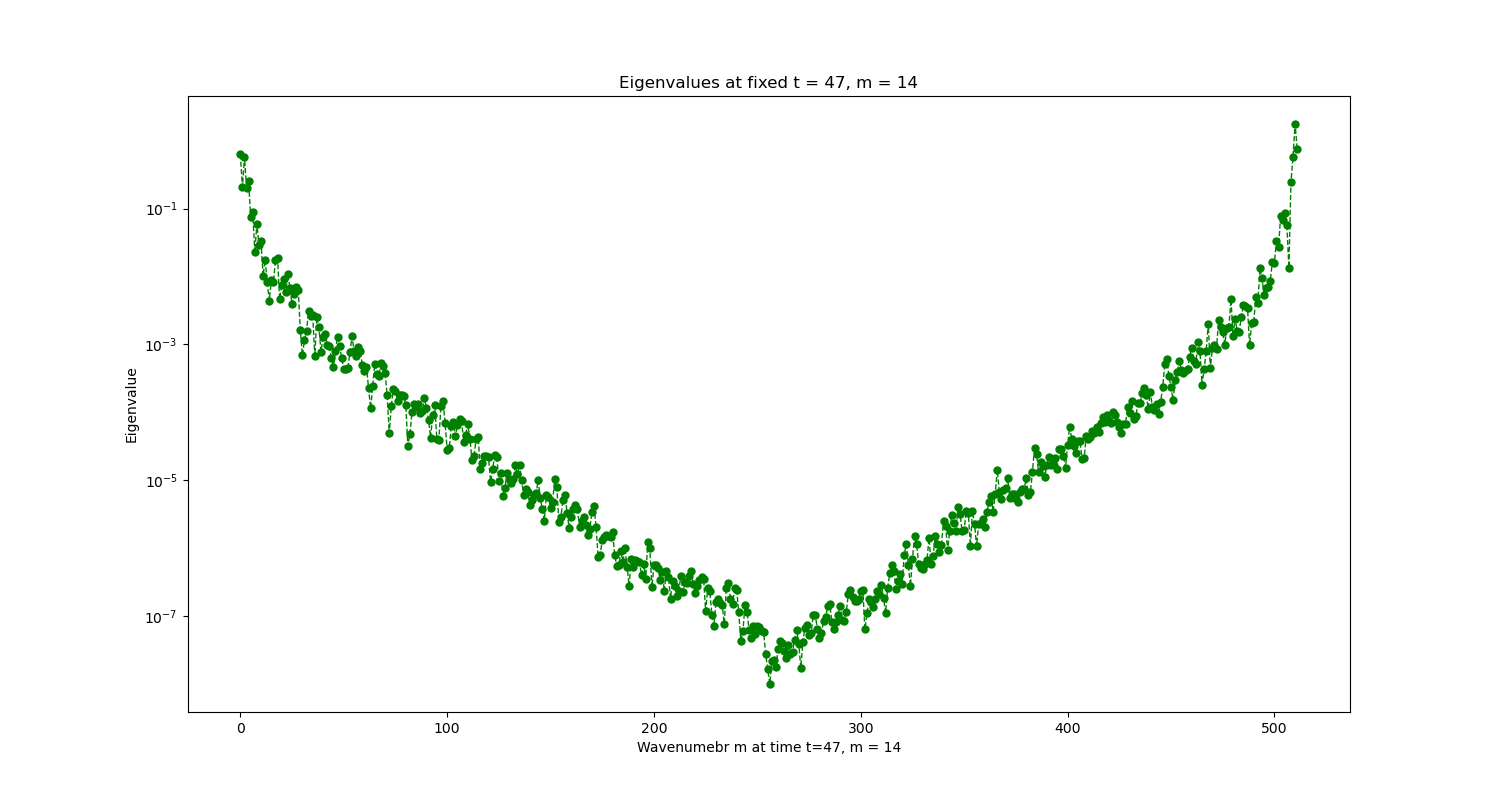 Eigenvalues at fixed t = 47, m = 14
Eigenvalue
10⁻¹
10⁻³
10⁻⁵
10⁻⁷
0 100 200 300 400 500
Wavenumebr m at time t=47, m = 14